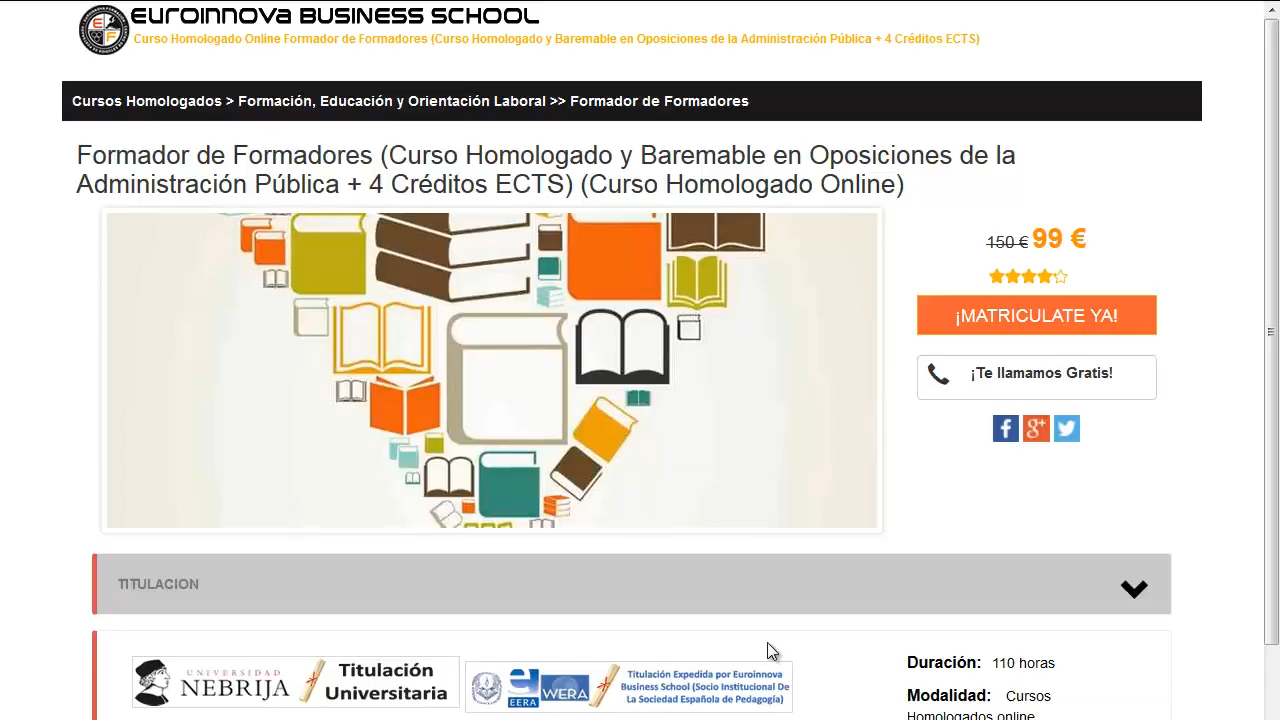 EUROINNOVA BUSINESS SCHOOL
Curso Homologado Online Formador de Formadores (Curso Homologado y Baremable en Oposiciones de la Administración Pública + 4 Créditos ECTS)
Cursos Homologados > Formación, Educación y Orientación Laboral >> Formador de Formadores
Formador de Formadores (Curso Homologado y Baremable en Oposiciones de la
Administración Pública + 4 Créditos ECTS) (Curso Homologado Online)
150 € 99 €
¡MATRICULATE YA!
¡Te llamamos Gratis!
TITULACION
UNIVERSIDAD
NEBRIJA
Titulación
Universitaria
EERA
WERA
Titulación Expedida por Euroinnova
Business School (Socio Institucional De
La Sociedad Española de Pedagogía)
Duración: 110 horas
Modalidad: Cursos
Homologados online